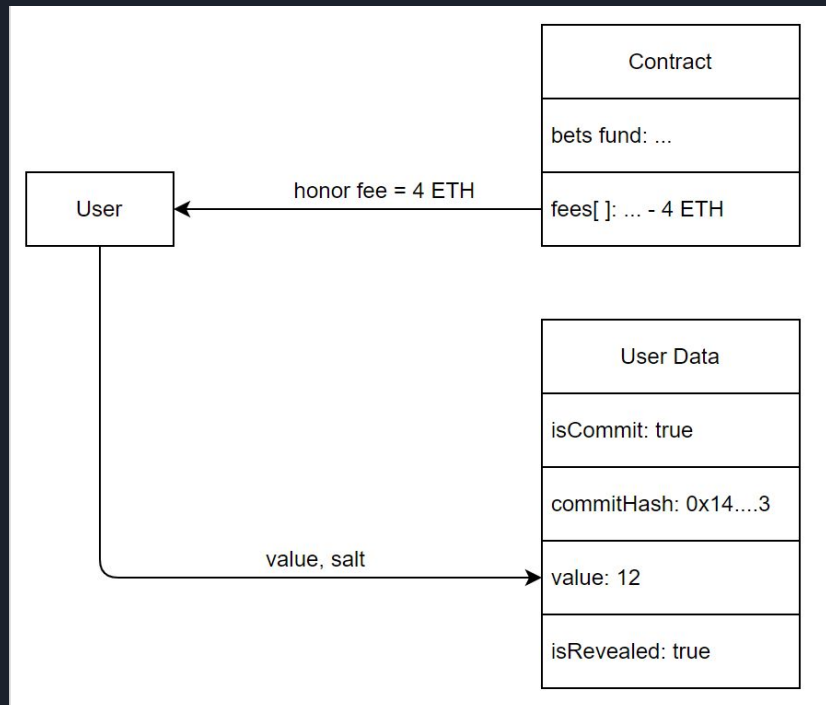 Contract
bets fund: ...
User
honor fee = 4 ETH
fees[ ]: ... - 4 ETH
User Data
isCommit: true
commitHash: 0x14....3
value, salt
value: 12
isRevealed: true